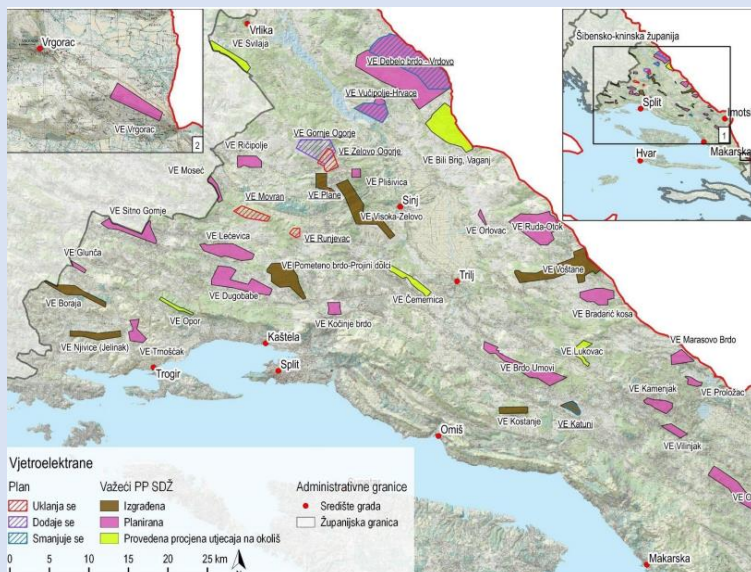 Vrgorac
VE Vrgorac
2
Vrlika
VE Svilaja
VE Debelo brdo - Vrdovo
VE Vučipolje-Hrvace
Šibensko-kninska županija
Split
Imots
1
Makarska
Hvar
VE Gornje Ogorje
VE Ričipolje
VE Zelovo Ogorje
VE Bili Brig, Vaganj
VE Moseć
VE Plane
VE Plišivica
VE Movran
Sinj
VE Sitno Gornje
VE Visoka-Zelovo
VE Orlovac
VE Ruda-Otok
VE Runjevac
VE Lečevica
VE Glunča
VE Pometeno brdo-Projini dolci
VE Voštane
Trilj
VE Dugobabe
VE Čemernica
VE Boraja
VE Bradarić kosa
VE Opor
VE Kočinje brdo
VE Njivice (Jelinak)
VE Trnošćak
Kaštela
VE Marasovo Brdo
VE Lukovac
VE Brdo Umovi
Trogir
Split
VE Proložac
VE Kamenjak
VE Kostanje
VE Katuni
Omiš
VE Vilinjak
VE O
Makarska
Vjetroelektrane
Plan
Uklanja se
Dodaje se
Smanjuje se
Važeći PP SDŽ
Izgrađena
Planirana
Provedena procjena utjecaja na okoliš
Administrativne granice
Središte grada
Županijska granica
0 5 10 15 20 25 km